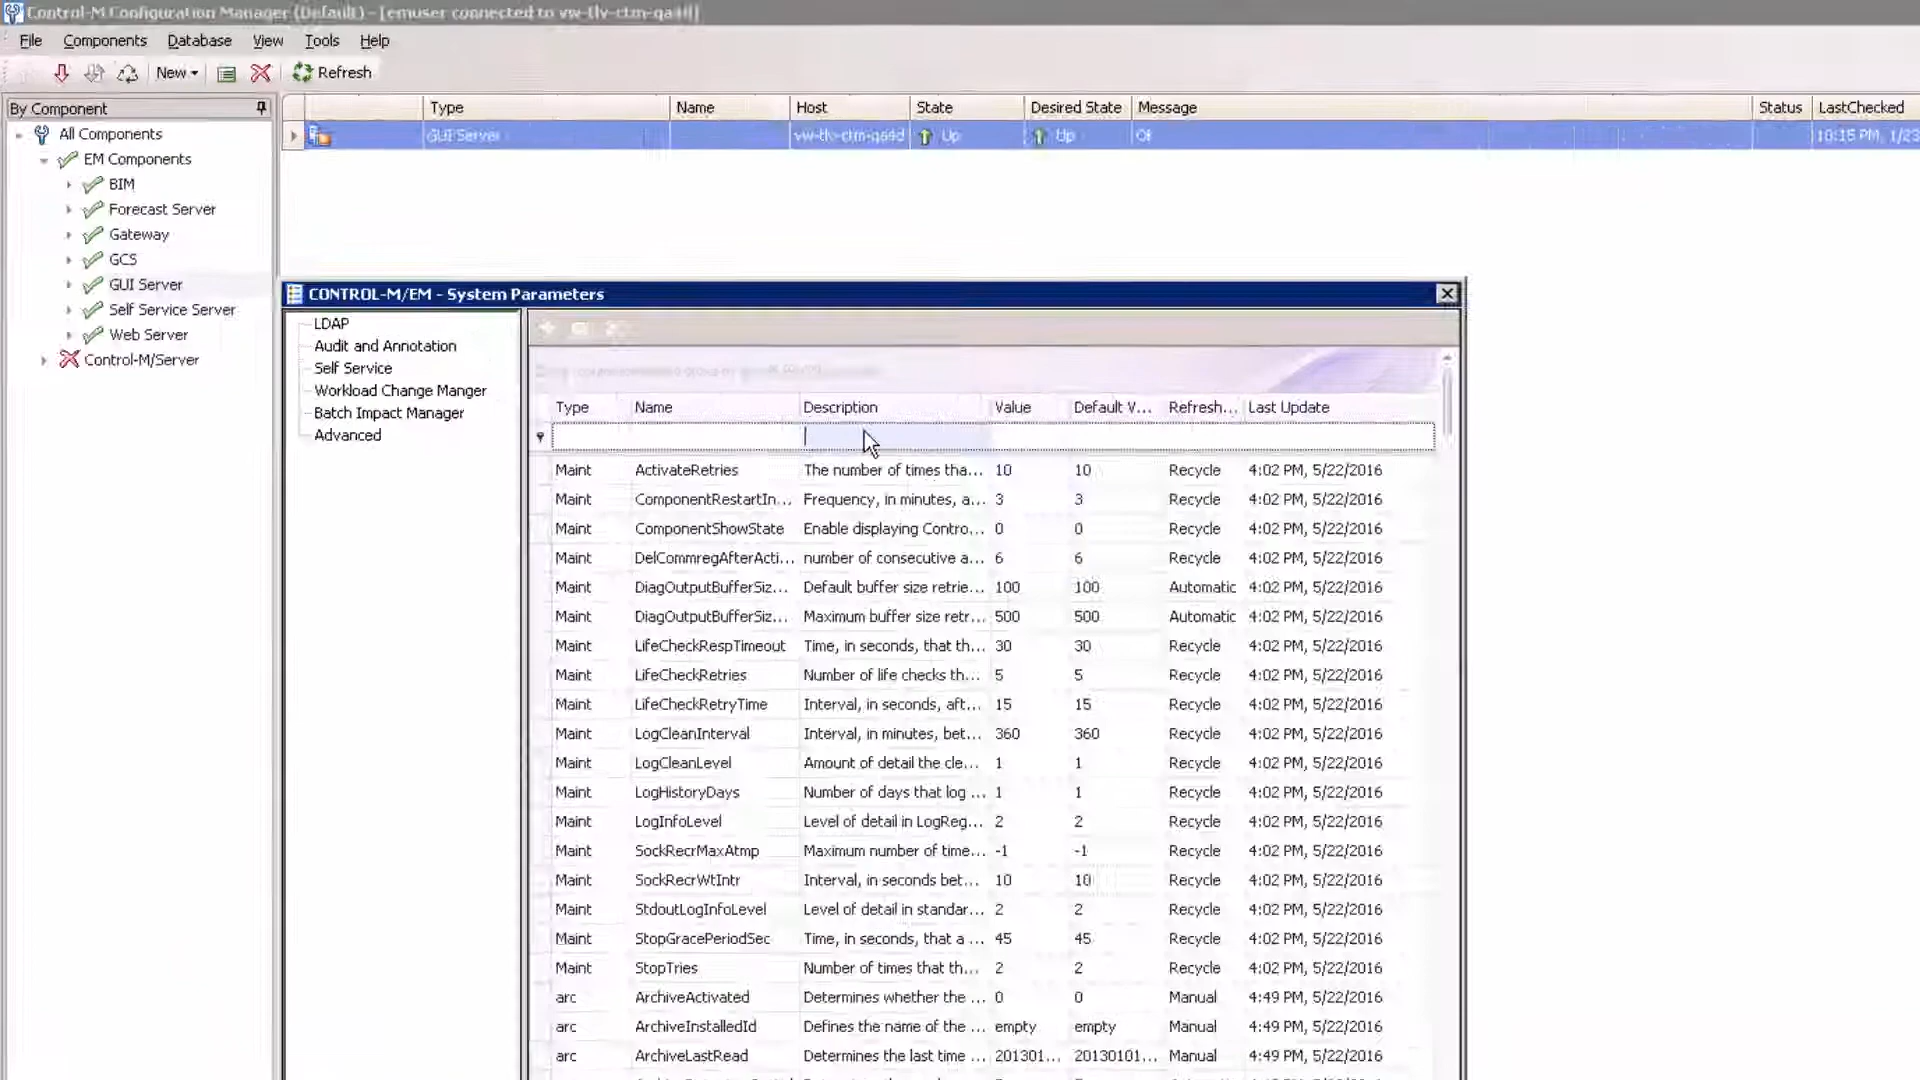 Control-M Configuration Manager (Default) - [emuser connected to vw-tlv-ctm-qa4d]
File Components Database View Tools Help
New Refresh
By Component
Type Name Host State Desired State Message Status LastChecked
GUI Server vw-tlv-ctm-qa4d Up Up OK 10:15 PM, 1/23
All Components
EM Components
BIM
Forecast Server
Gateway
GCS
GUI Server
Self Service Server
Web Server
Control-M/Server
CONTROL-M/EM - System Parameters
LDAP
Audit and Annotation
Self Service
Workload Change Manger
Batch Impact Manager
Advanced
Type Name Description Value Default V... Refresh... Last Update
Maint ActivateRetries The number of times tha... 10 10 Recycle 4:02 PM, 5/22/2016
Maint ComponentRestartIn... Frequency, in minutes, a... 3 3 Recycle 4:02 PM, 5/22/2016
Maint ComponentShowState Enable displaying Contro... 0 0 Recycle 4:02 PM, 5/22/2016
Maint DelCommregAfterActi... number of consecutive a... 6 6 Recycle 4:02 PM, 5/22/2016
Maint DiagOutputBufferSiz... Default buffer size retrie... 100 100 Automatic 4:02 PM, 5/22/2016
Maint DiagOutputBufferSiz... Maximum buffer size retr... 500 500 Automatic 4:02 PM, 5/22/2016
Maint LifeCheckRespTimeout Time, in seconds, that th... 30 30 Recycle 4:02 PM, 5/22/2016
Maint LifeCheckRetries Number of life checks th... 5 5 Recycle 4:02 PM, 5/22/2016
Maint LifeCheckRetryTime Interval, in seconds, aft... 15 15 Recycle 4:02 PM, 5/22/2016
Maint LogCleanInterval Interval, in minutes, bet... 360 360 Recycle 4:02 PM, 5/22/2016
Maint LogCleanLevel Amount of detail the cle... 1 1 Recycle 4:02 PM, 5/22/2016
Maint LogHistoryDays Number of days that log ... 1 1 Recycle 4:02 PM, 5/22/2016
Maint LogInfoLevel Level of detail in LogReg... 2 2 Recycle 4:02 PM, 5/22/2016
Maint SockRecrMaxAtmp Maximum number of time... -1 -1 Recycle 4:02 PM, 5/22/2016
Maint SockRecrWtIntr Interval, in seconds bet... 10 10 Recycle 4:02 PM, 5/22/2016
Maint StdoutLogInfoLevel Level of detail in standar... 2 2 Recycle 4:02 PM, 5/22/2016
Maint StopGracePeriodSec Time, in seconds, that a ... 45 45 Recycle 4:02 PM, 5/22/2016
Maint StopTries Number of times that th... 2 2 Recycle 4:02 PM, 5/22/2016
arc ArchiveActivated Determines whether the ... 0 0 Manual 4:49 PM, 5/22/2016
arc ArchiveInstalledId Defines the name of the ... empty empty Manual 4:49 PM, 5/22/2016
arc ArchiveLastRead Determines the last time ... 201301... 20130101... Manual 4:49 PM, 5/22/2016